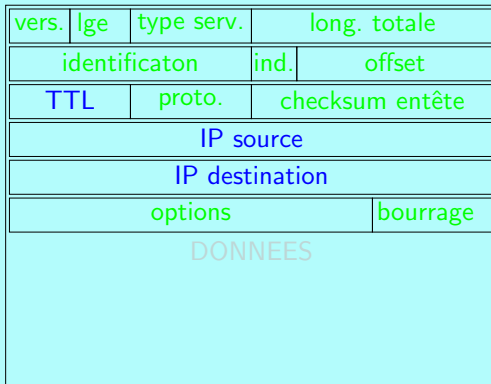 vers. lge type serv. long. totale
identificaton ind. offset
TTL proto. checksum entête
IP source
IP destination
options bourrage
DONNEES